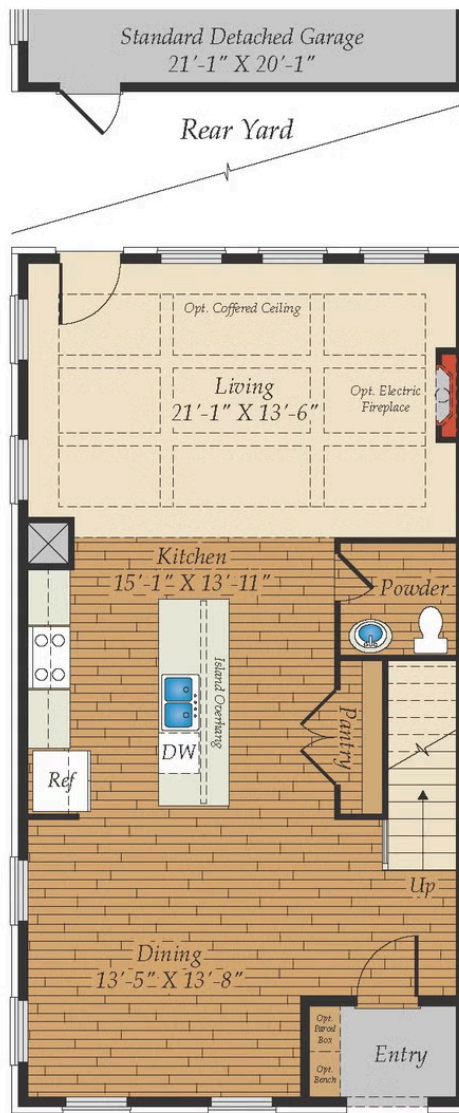 Standard Detached Garage
21'-1" X 20'-1"
Rear Yard
Opt. Coffered Ceiling
Living
21'-1" X 13'-6"
Opt. Electric
Fireplace
Kitchen
15'-1" X 13'-11"
Powder
Island Overhang
Pantry
DW
Ref
Up
Dining
13'-5" X 13'-8"
Opt.
Parcel
Box
Opt.
Bench
Entry